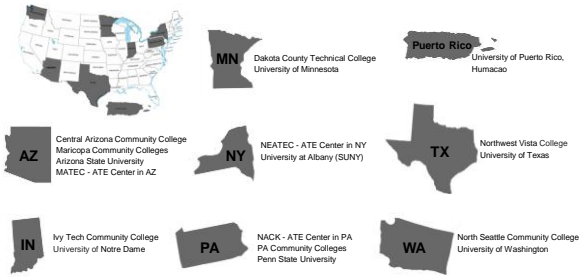 MN
Dakota County Technical College
University of Minnesota
Puerto Rico
University of Puerto Rico,
Humacao
AZ
Central Arizona Community College
Maricopa Community Colleges
Arizona State University
MATEC - ATE Center in AZ
NY
NEATEC - ATE Center in NY
University at Albany (SUNY)
TX
Northwest Vista College
University of Texas
IN
Ivy Tech Community College
University of Notre Dame
PA
NACK - ATE Center in PA
PA Community Colleges
Penn State University
WA
North Seattle Community College
University of Washington